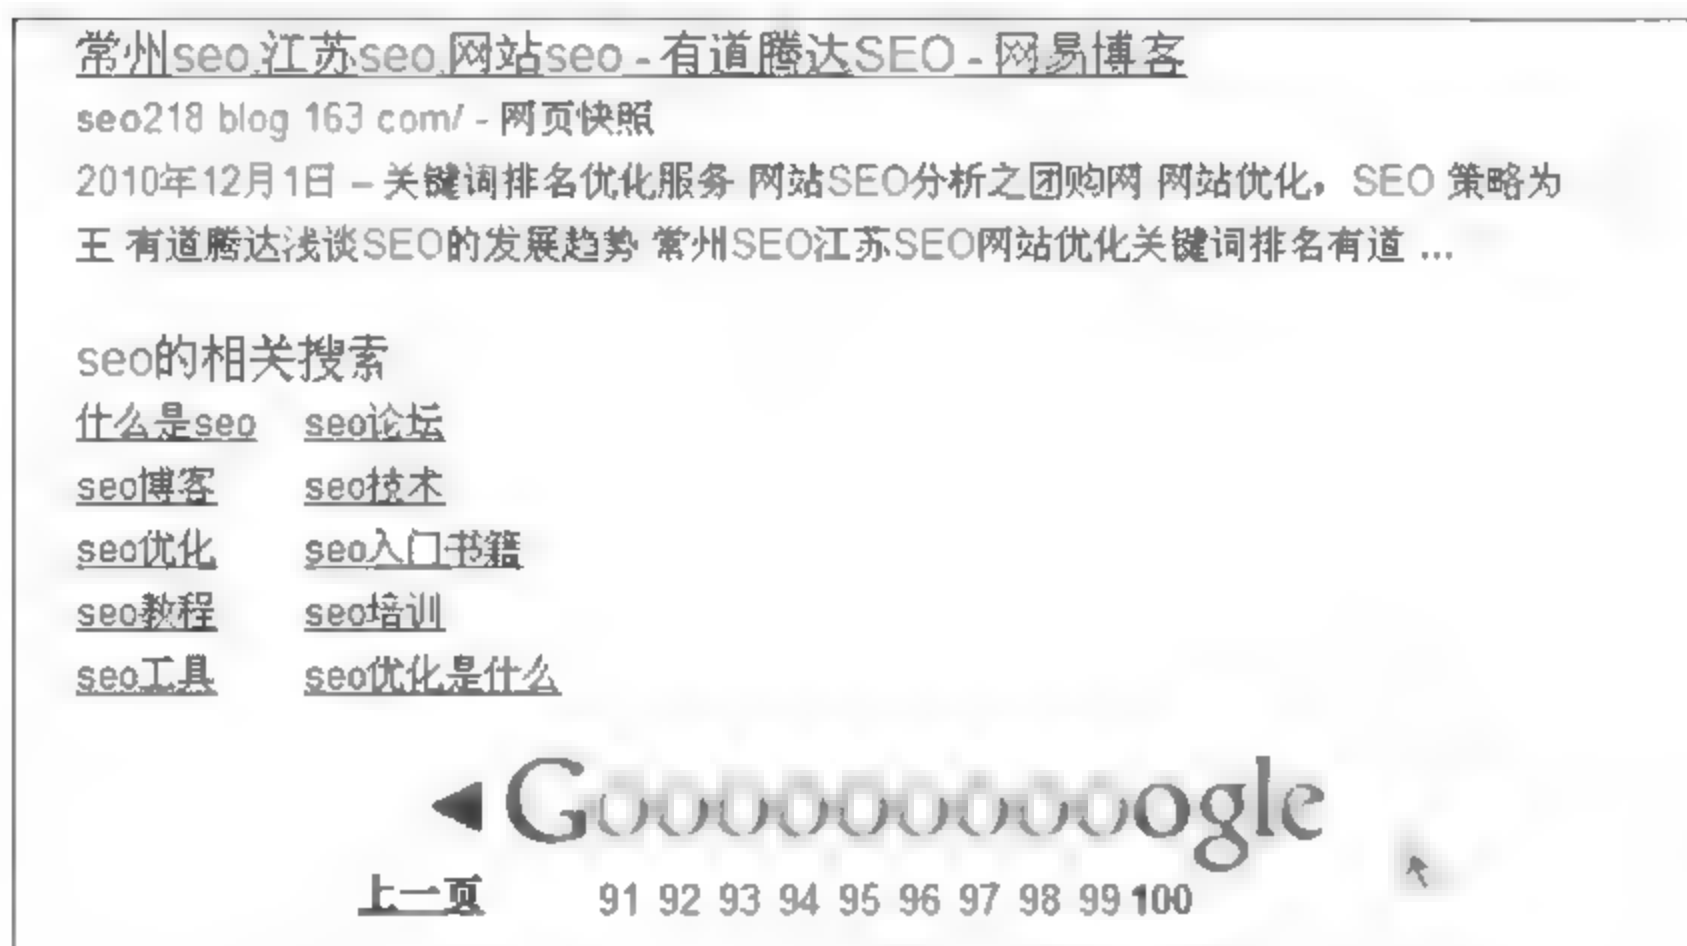 常州seo,江苏seo,网站seo - 有道腾达SEO - 网易博客
seo218 blog 163 com/ - 网页快照
2010年12月1日 – 关键词排名优化服务 网站SEO分析之团购网 网站优化，SEO 策略为
王 有道腾达浅谈SEO的发展趋势 常州SEO江苏SEO网站优化关键词排名有道 ...
seo的相关搜索
什么是seo seo论坛
seo博客 seo技术
seo优化 seo入门书籍
seo教程 seo培训
seo工具 seo优化是什么
Goooooooooogle
上一页 91 92 93 94 95 96 97 98 99 100